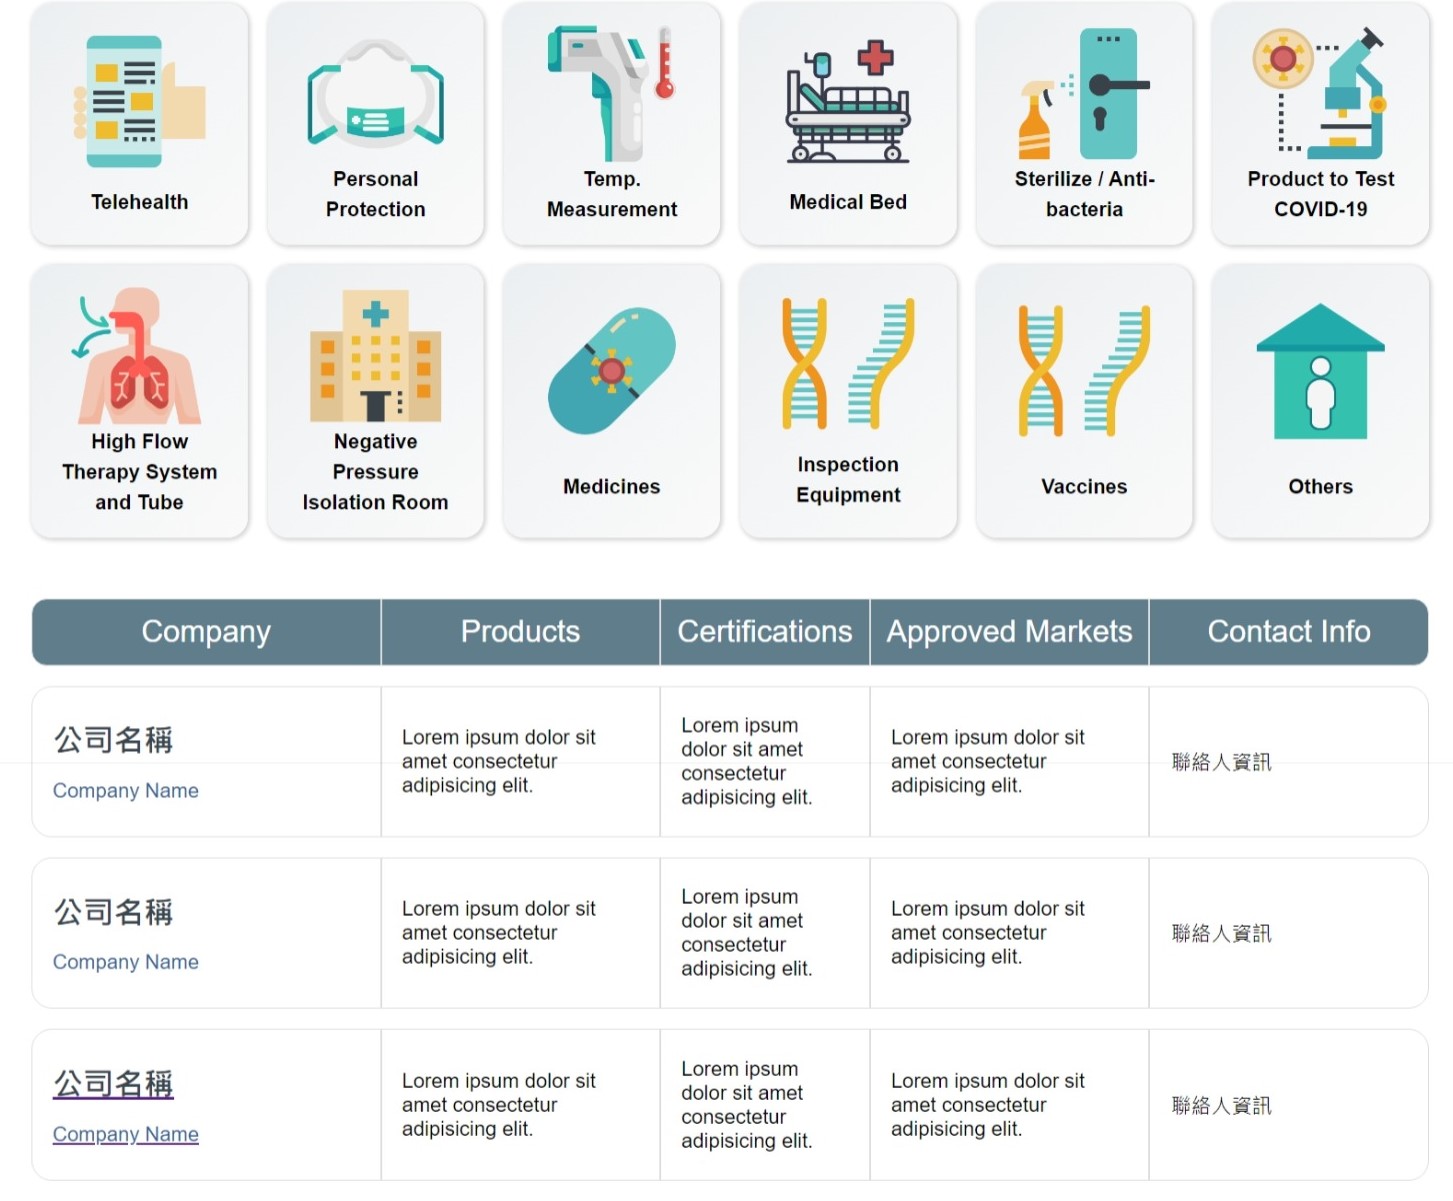 Telehealth
Personal
Protection
Temp.
Measurement
Medical Bed
Sterilize / Anti-
bacteria
Product to Test
COVID-19
High Flow
Therapy System
and Tube
Negative
Pressure
Isolation Room
Medicines
Inspection
Equipment
Vaccines
Others
Company
Products
Certifications
Approved Markets
Contact Info
公司名稱
Company Name
Lorem ipsum dolor sit
amet consectetur
adipisicing elit.
Lorem ipsum
dolor sit amet
consectetur
adipisicing elit.
Lorem ipsum dolor sit
amet consectetur
adipisicing elit.
聯絡人資訊
公司名稱
Company Name
Lorem ipsum dolor sit
amet consectetur
adipisicing elit.
Lorem ipsum
dolor sit amet
consectetur
adipisicing elit.
Lorem ipsum dolor sit
amet consectetur
adipisicing elit.
聯絡人資訊
公司名稱
Company Name
Lorem ipsum dolor sit
amet consectetur
adipisicing elit.
Lorem ipsum
dolor sit amet
consectetur
adipisicing elit.
Lorem ipsum dolor sit
amet consectetur
adipisicing elit.
聯絡人資訊